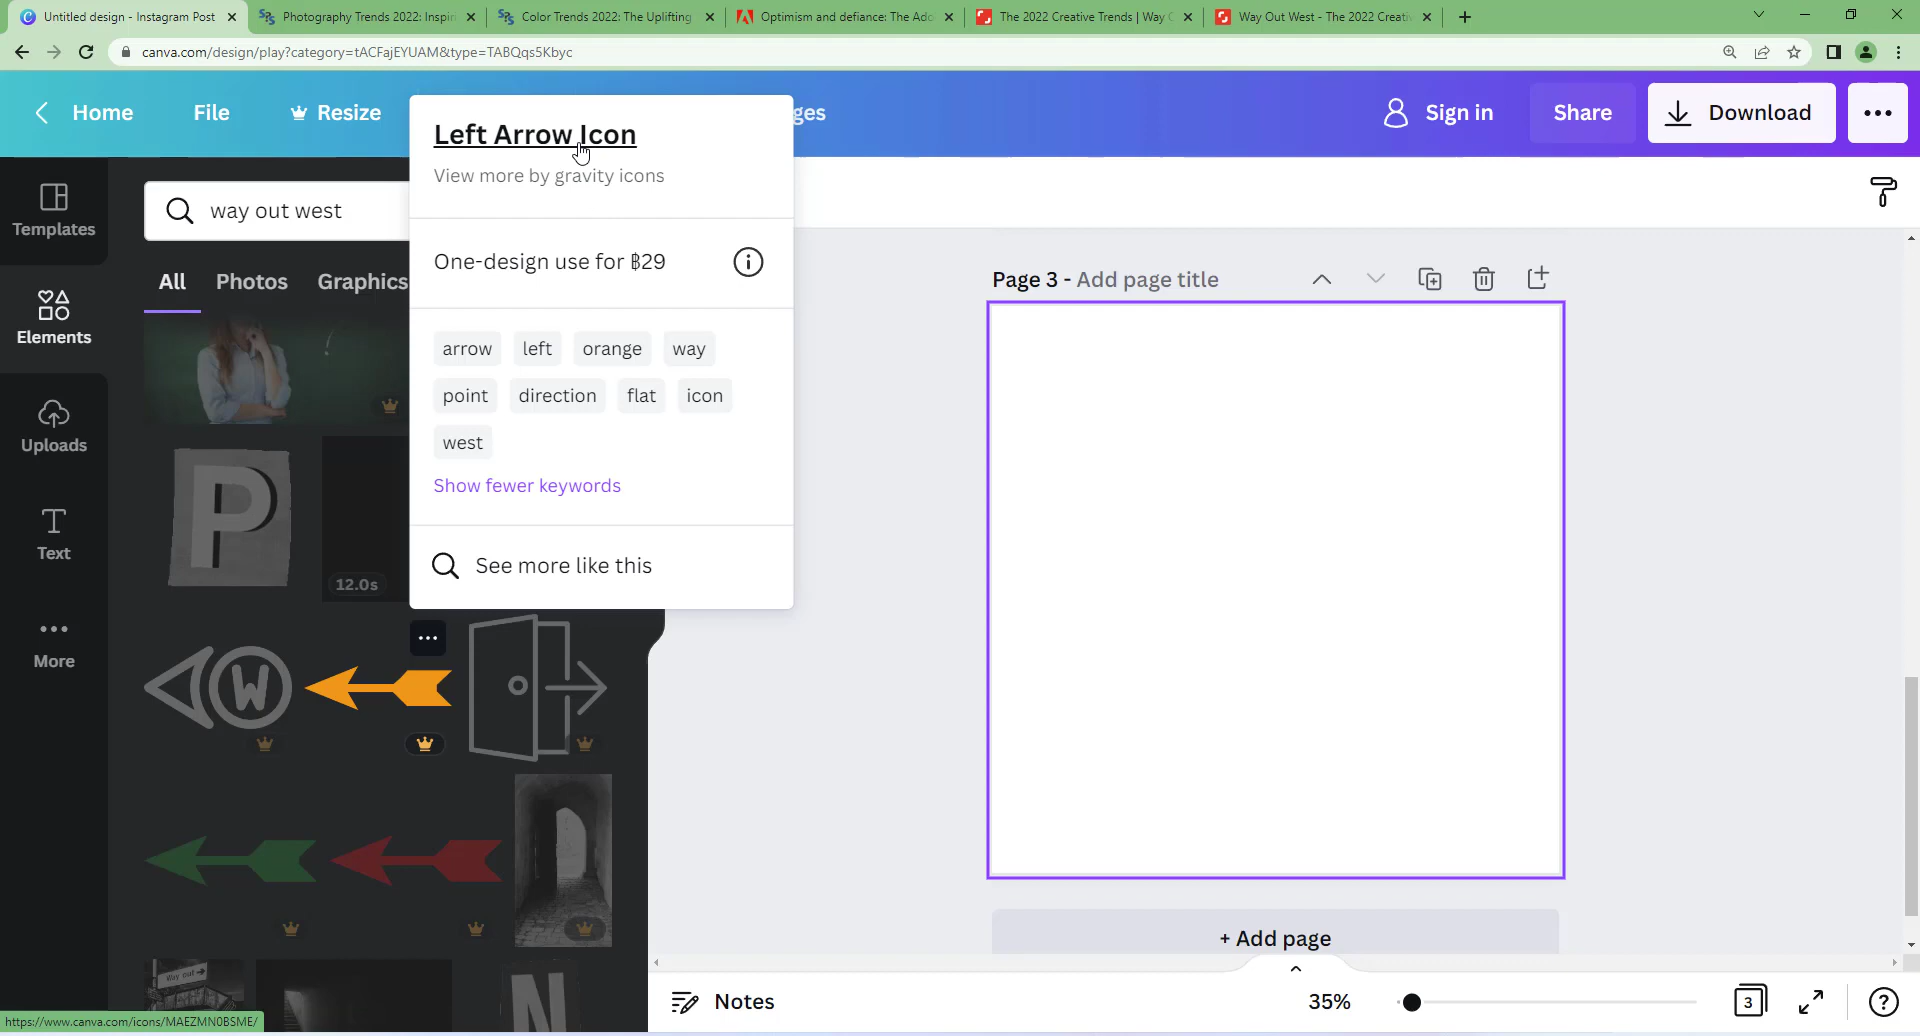 Untitled design - Instagram Post
Photography Trends 2022: Inspir
Color Trends 2022: The Uplifting
Optimism and defiance: The Ado
The 2022 Creative Trends | Way O
Way Out West - The 2022 Creati
canva.com/design/play?category=tACFajEYUAM&type=TABQqs5Kbyc
Home
File
Resize
ges
Sign in
Share
Download
Left Arrow Icon
View more by gravity icons
One-design use for ฿29
arrow left orange way
point direction flat icon
west
Show fewer keywords
See more like this
Templates
Elements
Uploads
Text
More
way out west
All Photos Graphics
P
12.0s
W
Way out
N
Page 3 - Add page title
+ Add page
Notes
35%
3
https://www.canva.com/icons/MAEZMN0BSME/